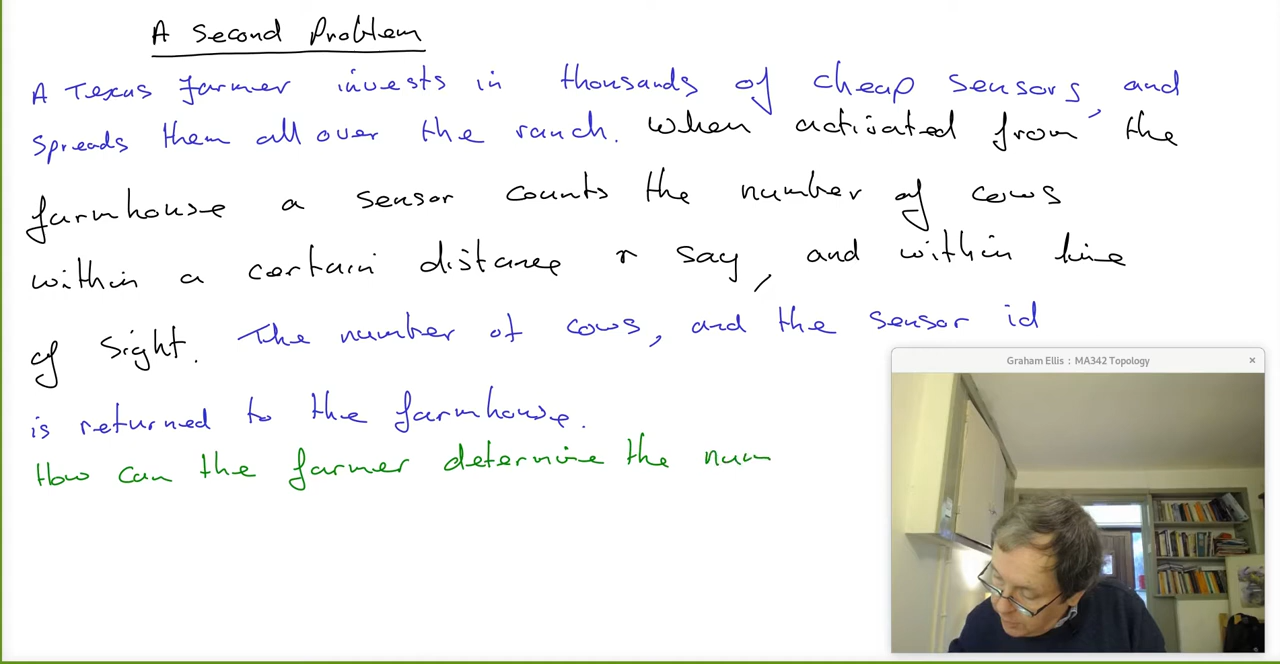 A Second Problem
A Texas farmer invests in thousands of cheap sensors, and
spreads them all over the ranch. When activated from the
farmhouse a sensor counts the number of cows
within a certain distance r say, and within line
of sight. The number of cows, and the sensor id
Graham Ellis : MA342 Topology
is returned to the farmhouse.
How can the farmer determine the num